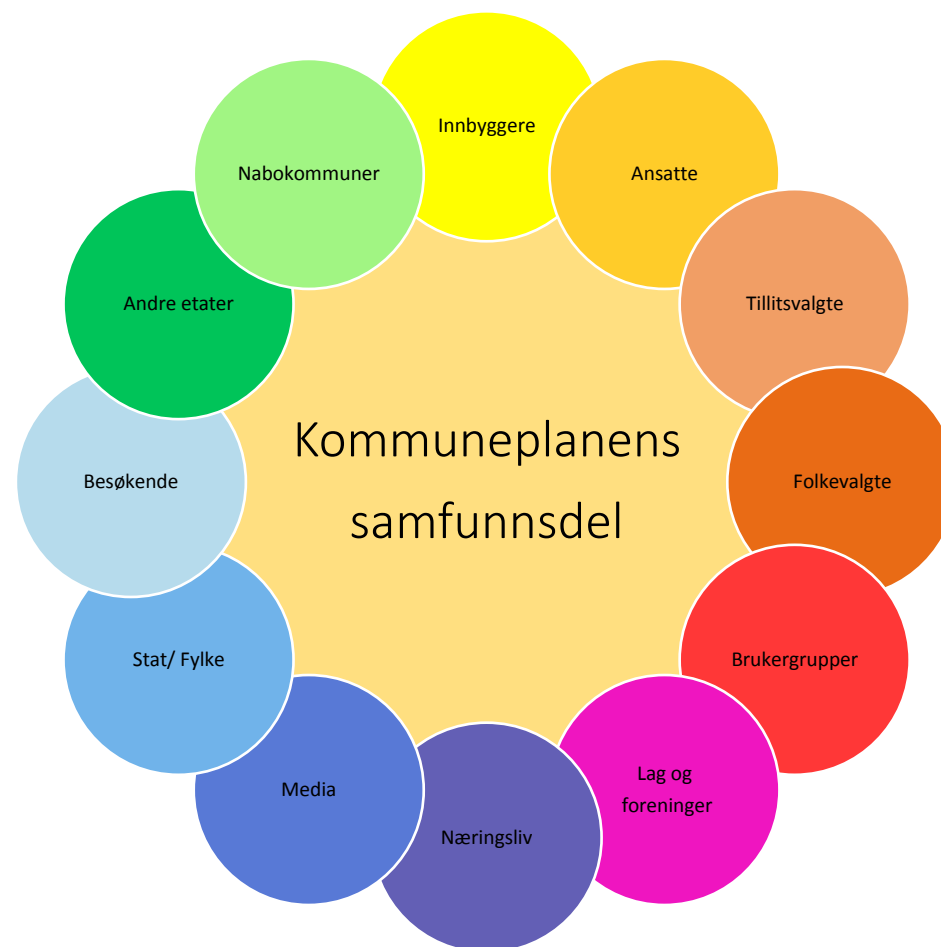 Innbyggere
Ansatte
Tillitsvalgte
Folkevalgte
Brukergrupper
Lag og
foreninger
Næringsliv
Media
Stat/ Fylke
Besøkende
Andre etater
Nabokommuner
Kommuneplanens
samfunnsdel